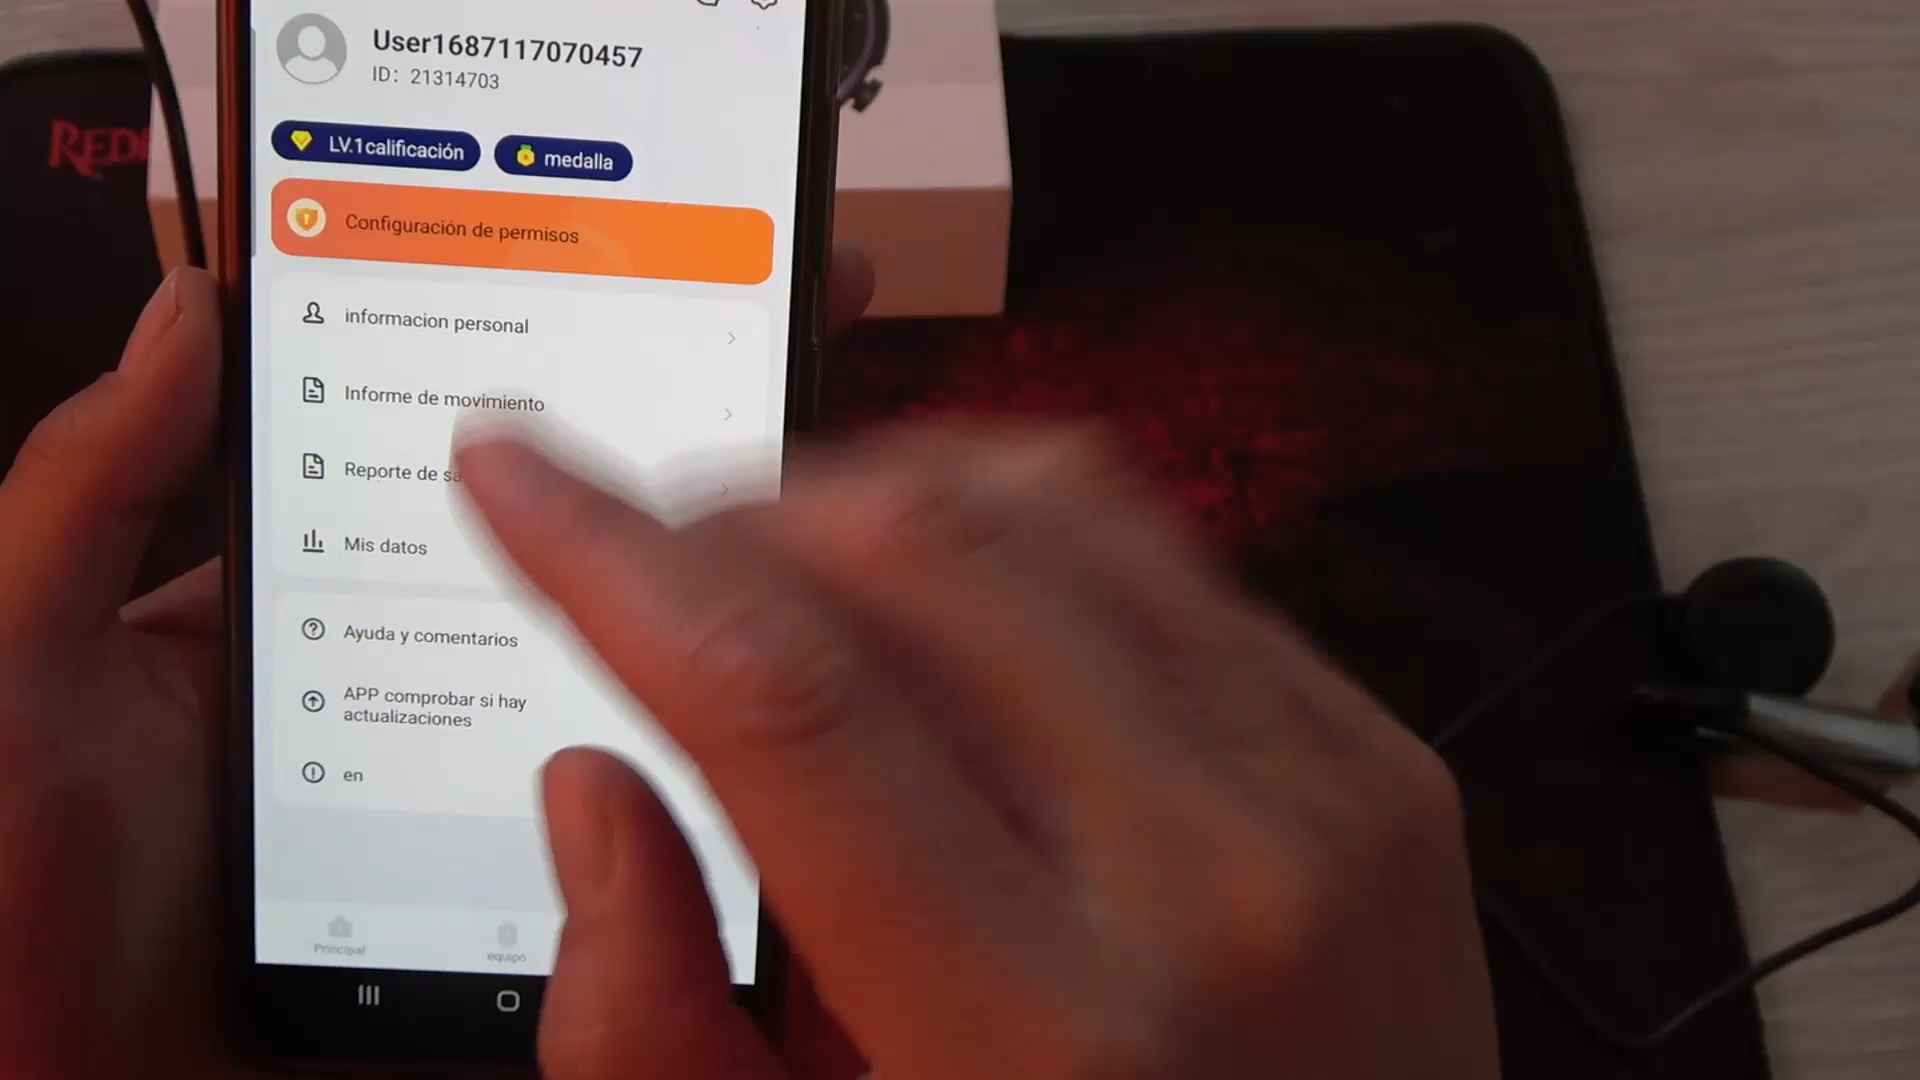 User1687117070457
ID: 21314703
LV.1calificación
medalla
Configuración de permisos
informacion personal
Informe de movimiento
Reporte de
Mis datos
Ayuda y comentarios
APP comprobar si hay
actualizaciones
en
Principal
equipo